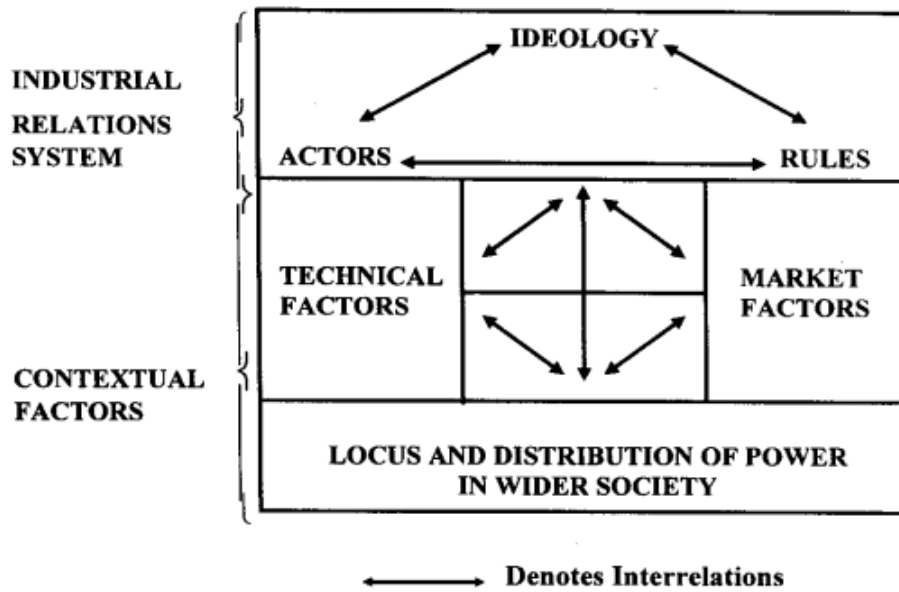 IDEOLOGY
INDUSTRIAL
RELATIONS
SYSTEM
ACTORS
RULES
TECHNICAL
FACTORS
MARKET
FACTORS
CONTEXTUAL
FACTORS
LOCUS AND DISTRIBUTION OF POWER
IN WIDER SOCIETY
Denotes Interrelations